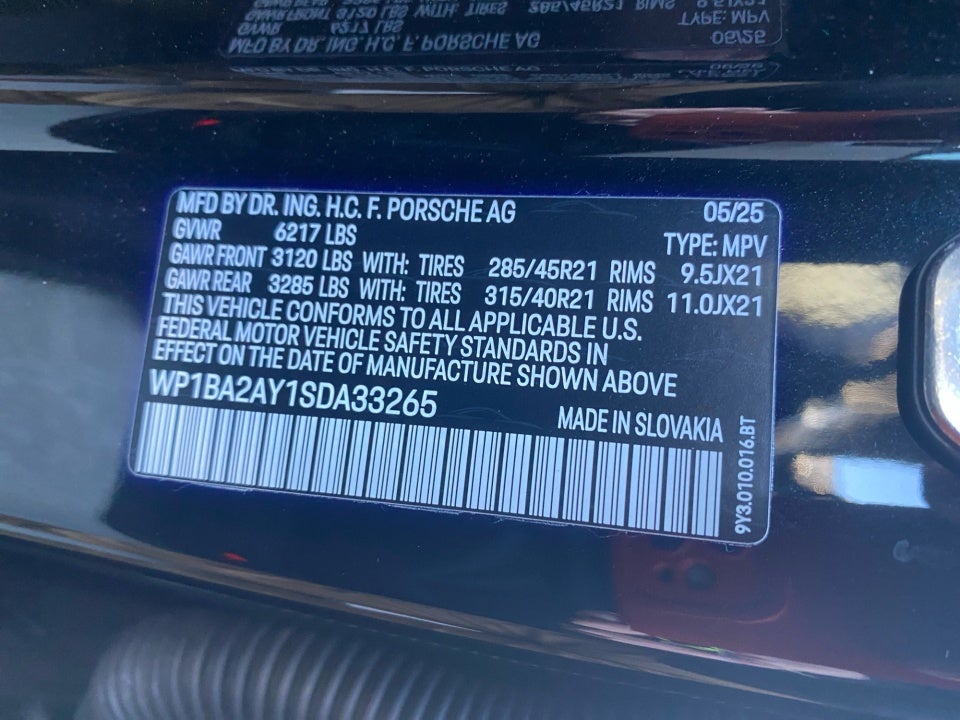 MFD BY DR. ING. H.C. F. PORSCHE AG 05/25
GVWR 6217 LBS TYPE: MPV
GAWR FRONT 3120 LBS WITH: TIRES 285/45R21 RIMS 9.5JX21
GAWR REAR 3285 LBS WITH: TIRES 315/40R21 RIMS 11.0JX21
THIS VEHICLE CONFORMS TO ALL APPLICABLE U.S.
FEDERAL MOTOR VEHICLE SAFETY STANDARDS IN
EFFECT ON THE DATE OF MANUFACTURE SHOWN ABOVE
WP1BA2AY1SDA33265
MADE IN SLOVAKIA
9Y3.010.016.BT